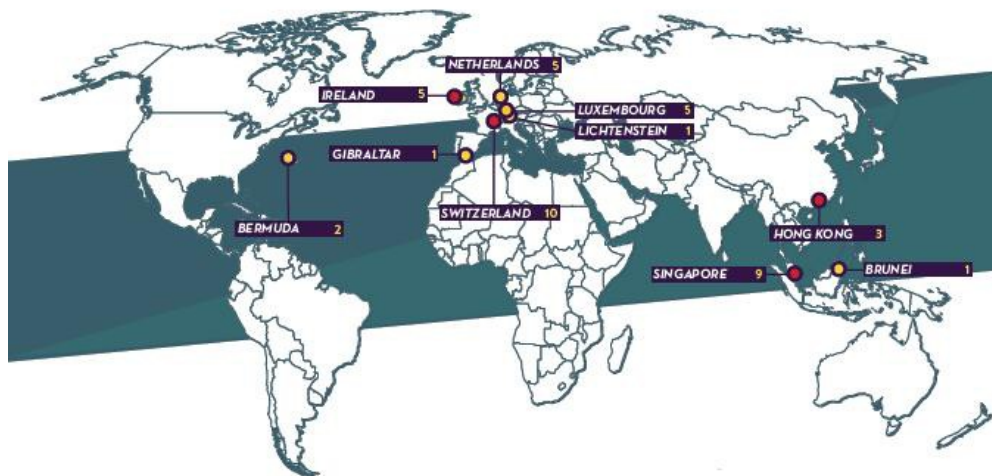 NETHERLANDS 5
IRELAND 5
LUXEMBOURG 5
LICHTENSTEIN 1
GIBRALTAR 1
SWITZERLAND 10
BERMUDA 2
HONG KONG 3
SINGAPORE 9
BRUNEI 1